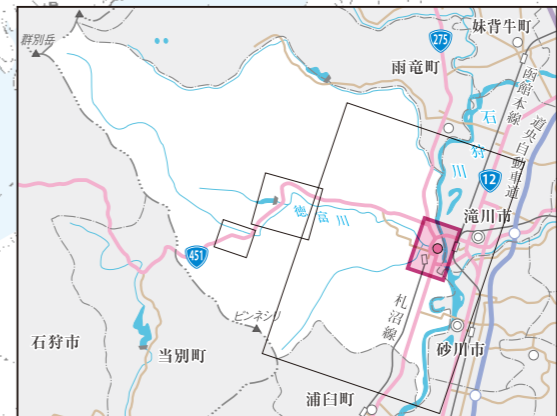 群別岳
妹背牛町
275
雨竜町
函館本線
道央自動車道
石狩川
12
徳富川
滝川市
451
ピンネシリ
札沼線
石狩市
当別町
砂川市
浦臼町